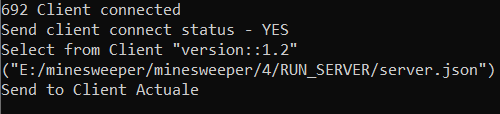 692 Client connected
Send client connect status - YES
Select from Client "version::1.2"
("E:/minesweeper/minesweeper/4/RUN_SERVER/server.json")
Send to Client Actuale